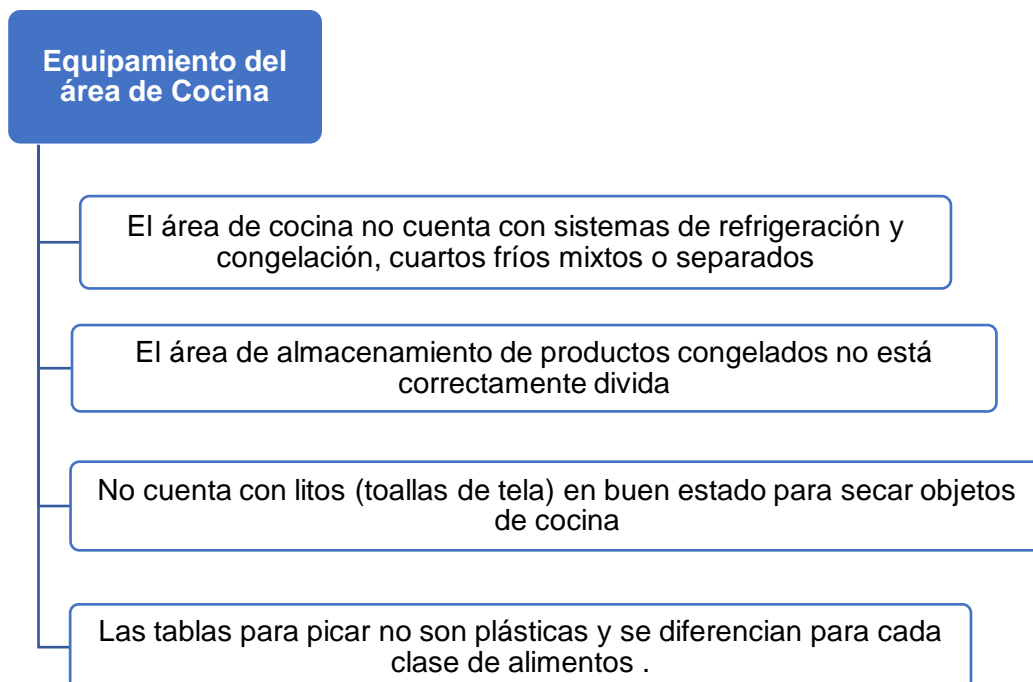 Equipamiento del
área de Cocina
El área de cocina no cuenta con sistemas de refrigeración y
congelación, cuartos fríos mixtos o separados
El área de almacenamiento de productos congelados no está
correctamente divida
No cuenta con litos (toallas de tela) en buen estado para secar objetos
de cocina
Las tablas para picar no son plásticas y se diferencian para cada
clase de alimentos .